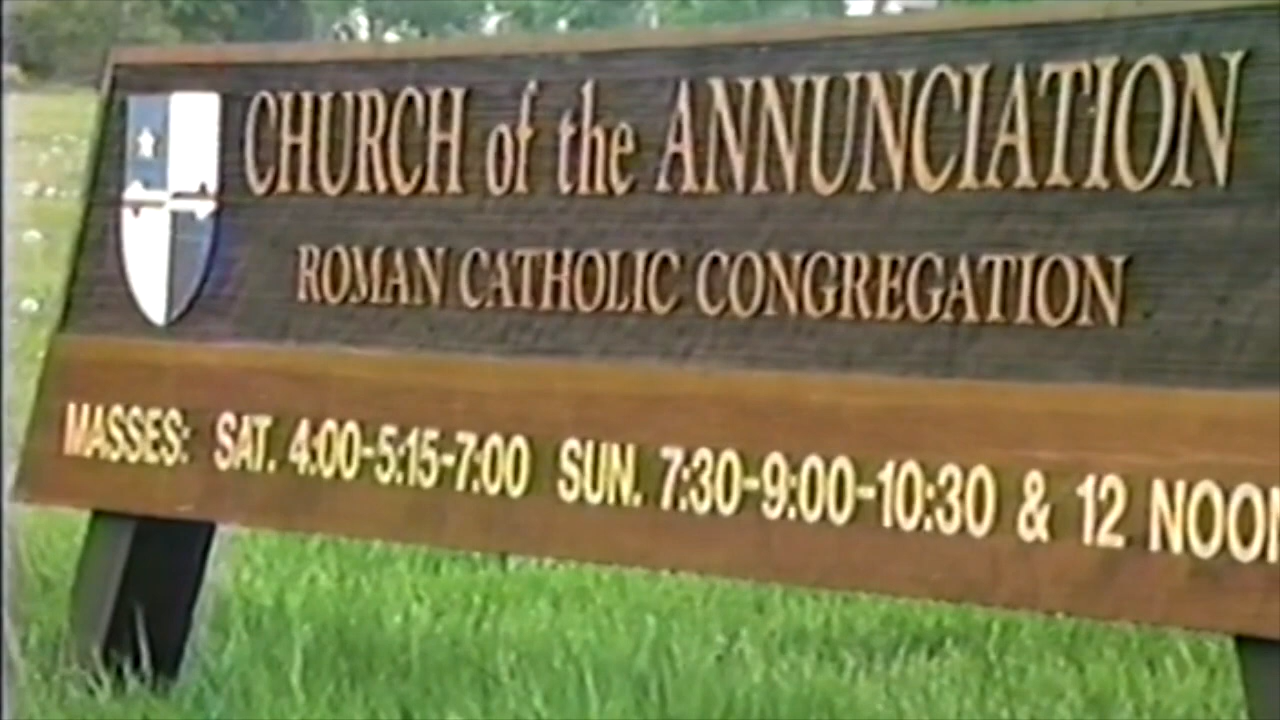 CHURCH of the ANNUNCIATION
ROMAN CATHOLIC CONGREGATION
MASSES: SAT. 4:00-5:15-7:00 SUN. 7:30-9:00-10:30 & 12 NOON